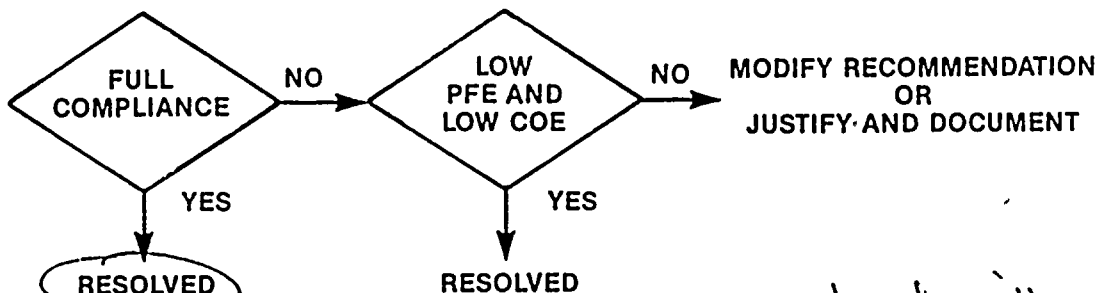 FULL
COMPLIANCE
NO
LOW
PFE AND
LOW COE
NO
MODIFY RECOMMENDATION
OR
JUSTIFY AND DOCUMENT
YES
YES
RESOLVED
RESOLVED